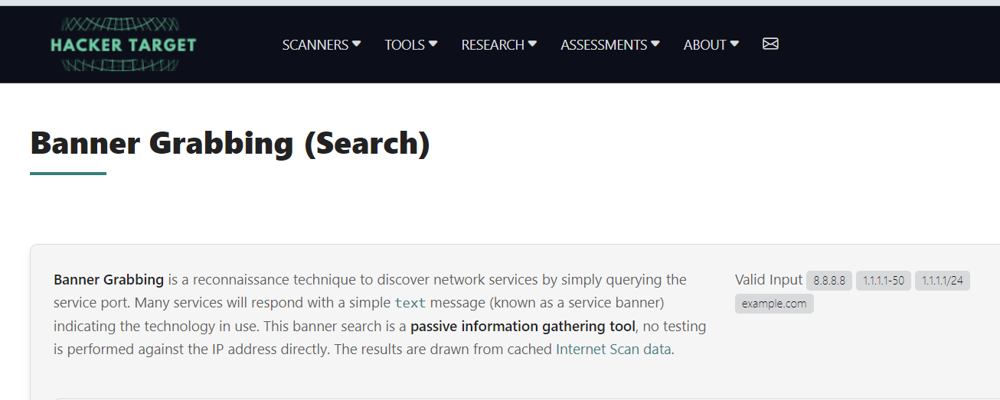 HACKER TARGET
SCANNERS TOOLS RESEARCH ASSESSMENTS ABOUT
Banner Grabbing (Search)
Banner Grabbing is a reconnaissance technique to discover network services by simply querying the
service port. Many services will respond with a simple text message (known as a service banner)
indicating the technology in use. This banner search is a passive information gathering tool, no testing
is performed against the IP address directly. The results are drawn from cached Internet Scan data.
Valid Input 8.8.8.8 1.1.1.1-50 1.1.1.1/24
example.com